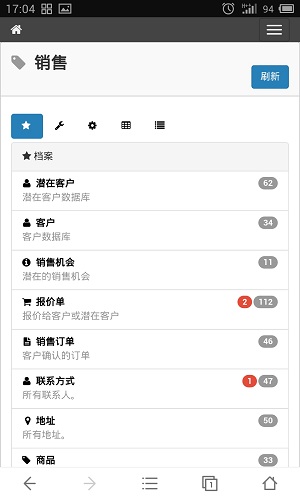 17:04 94
销售
刷新
档案
潜在客户 62
潜在客户数据库
客户 34
客户数据库
销售机会 11
潜在的销售机会
报价单 2 112
报价给客户或潜在客户
销售订单 46
客户确认的订单
联系方式 1 47
所有联系人。
地址 50
所有地址。
商品 33
1